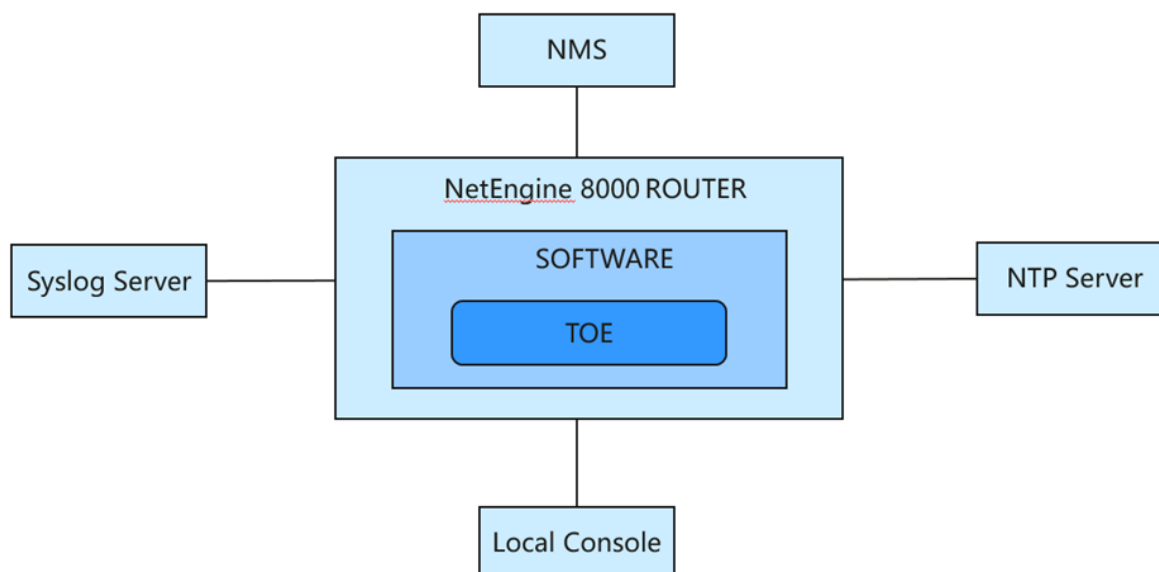 NMS
NetEngine 8000 ROUTER
SOFTWARE
Syslog Server
NTP Server
TOE
Local Console